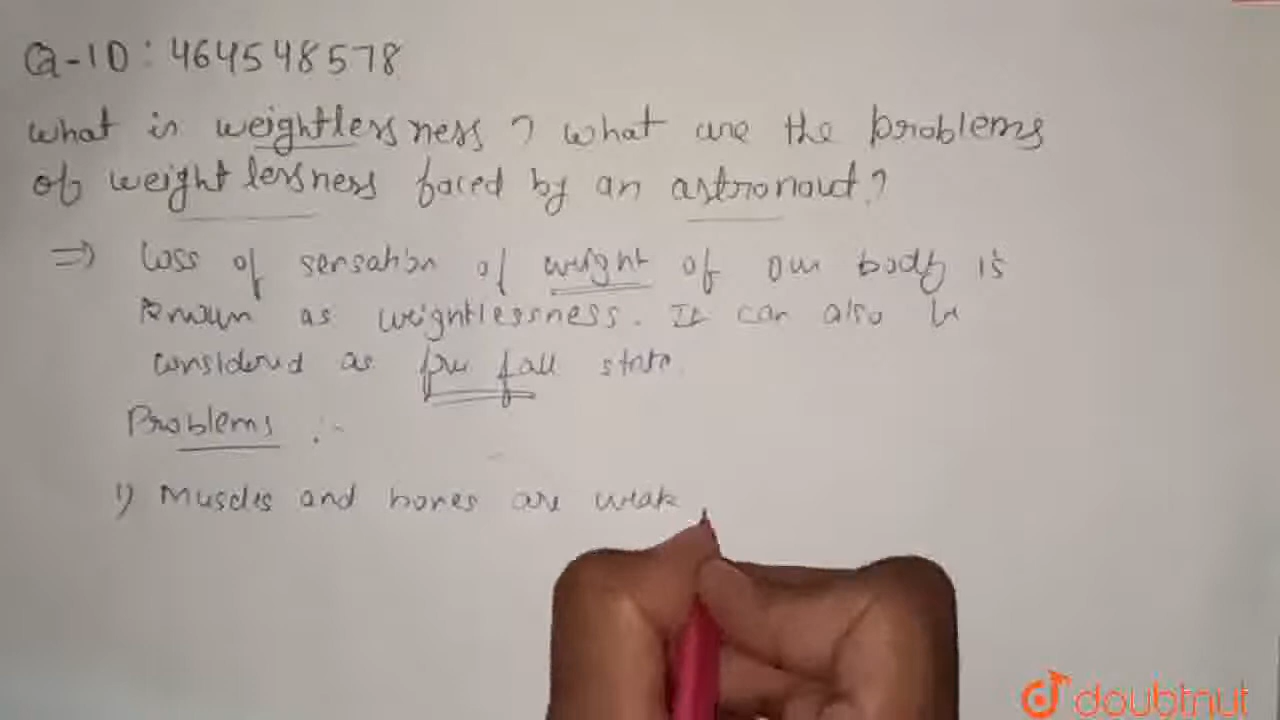 Q-ID: 464548578
What is weightlessness? What are the problems
of weightlessness faced by an astronaut?
⇒ Loss of sensation of weight of our body is
known as weightlessness. It can also be
considered as free fall state.
Problems :-
1) Muscles and bones are weak
doubtnut